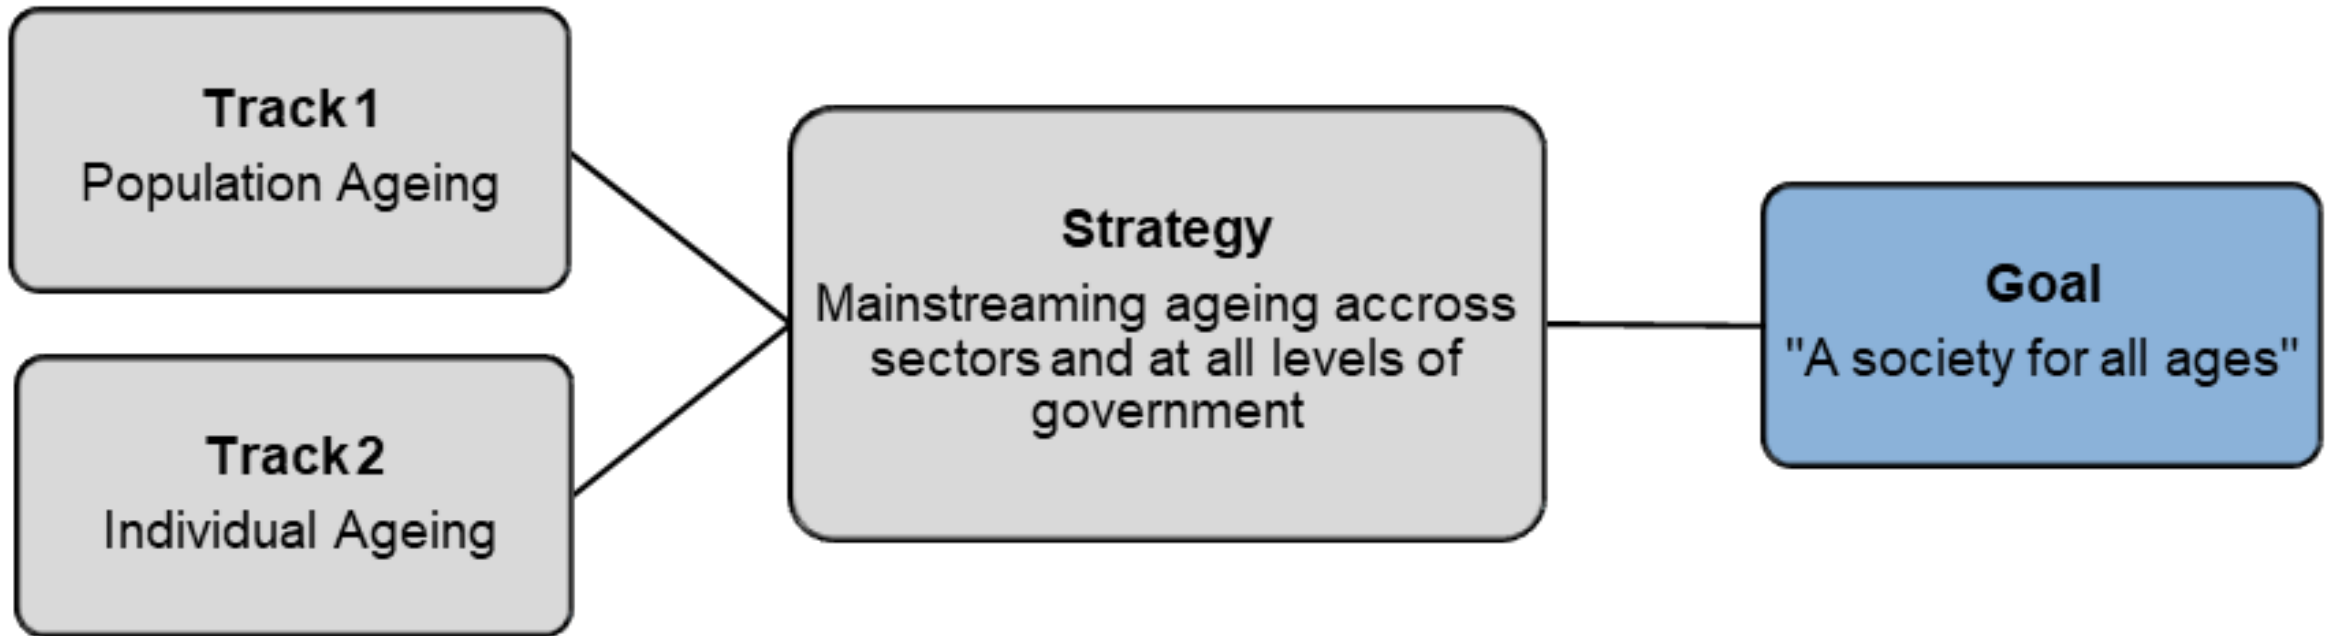 Track 1
Population Ageing
Track 2
Individual Ageing
Strategy
Mainstreaming ageing accross
sectors and at all levels of
government
Goal
"A society for all ages"